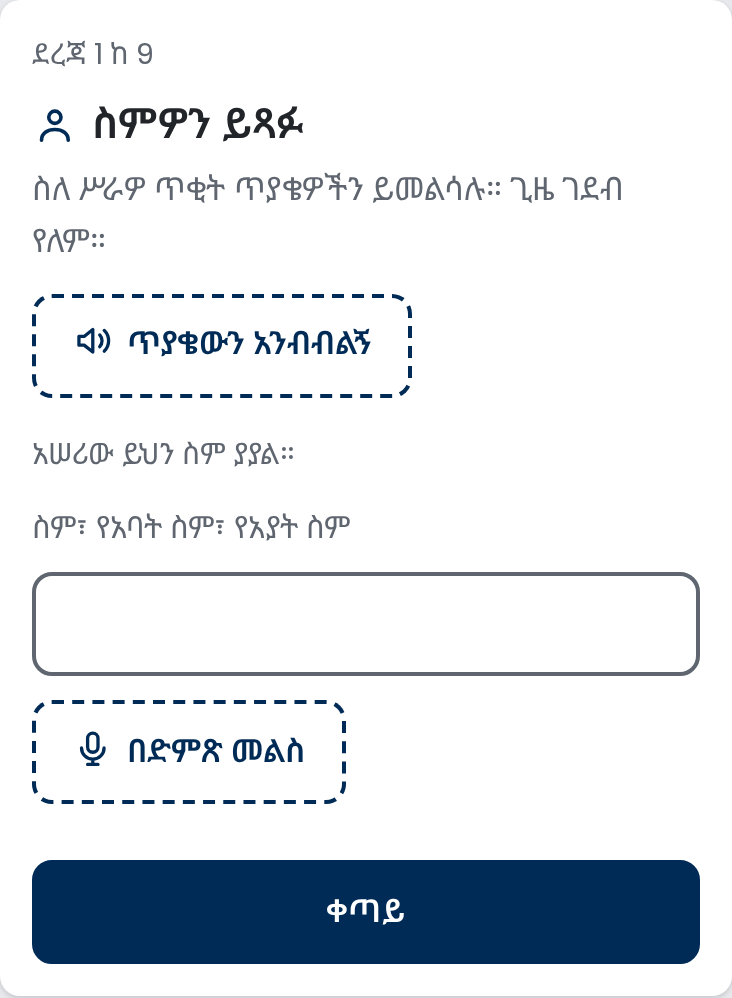 ደረጃ 1 ከ 9
ስምዎን ይጻፉ
ስለ ሥራዎ ጥቂት ጥያቄዎችን ይመልሳሉ። ጊዜ ገደብ
የለም።
ጥያቄውን አንብብልኝ
አሠሪው ይህን ስም ያያል።
ስም፣ የአባት ስም፣ የአያት ስም
በድምጽ መልስ
ቀጣይ